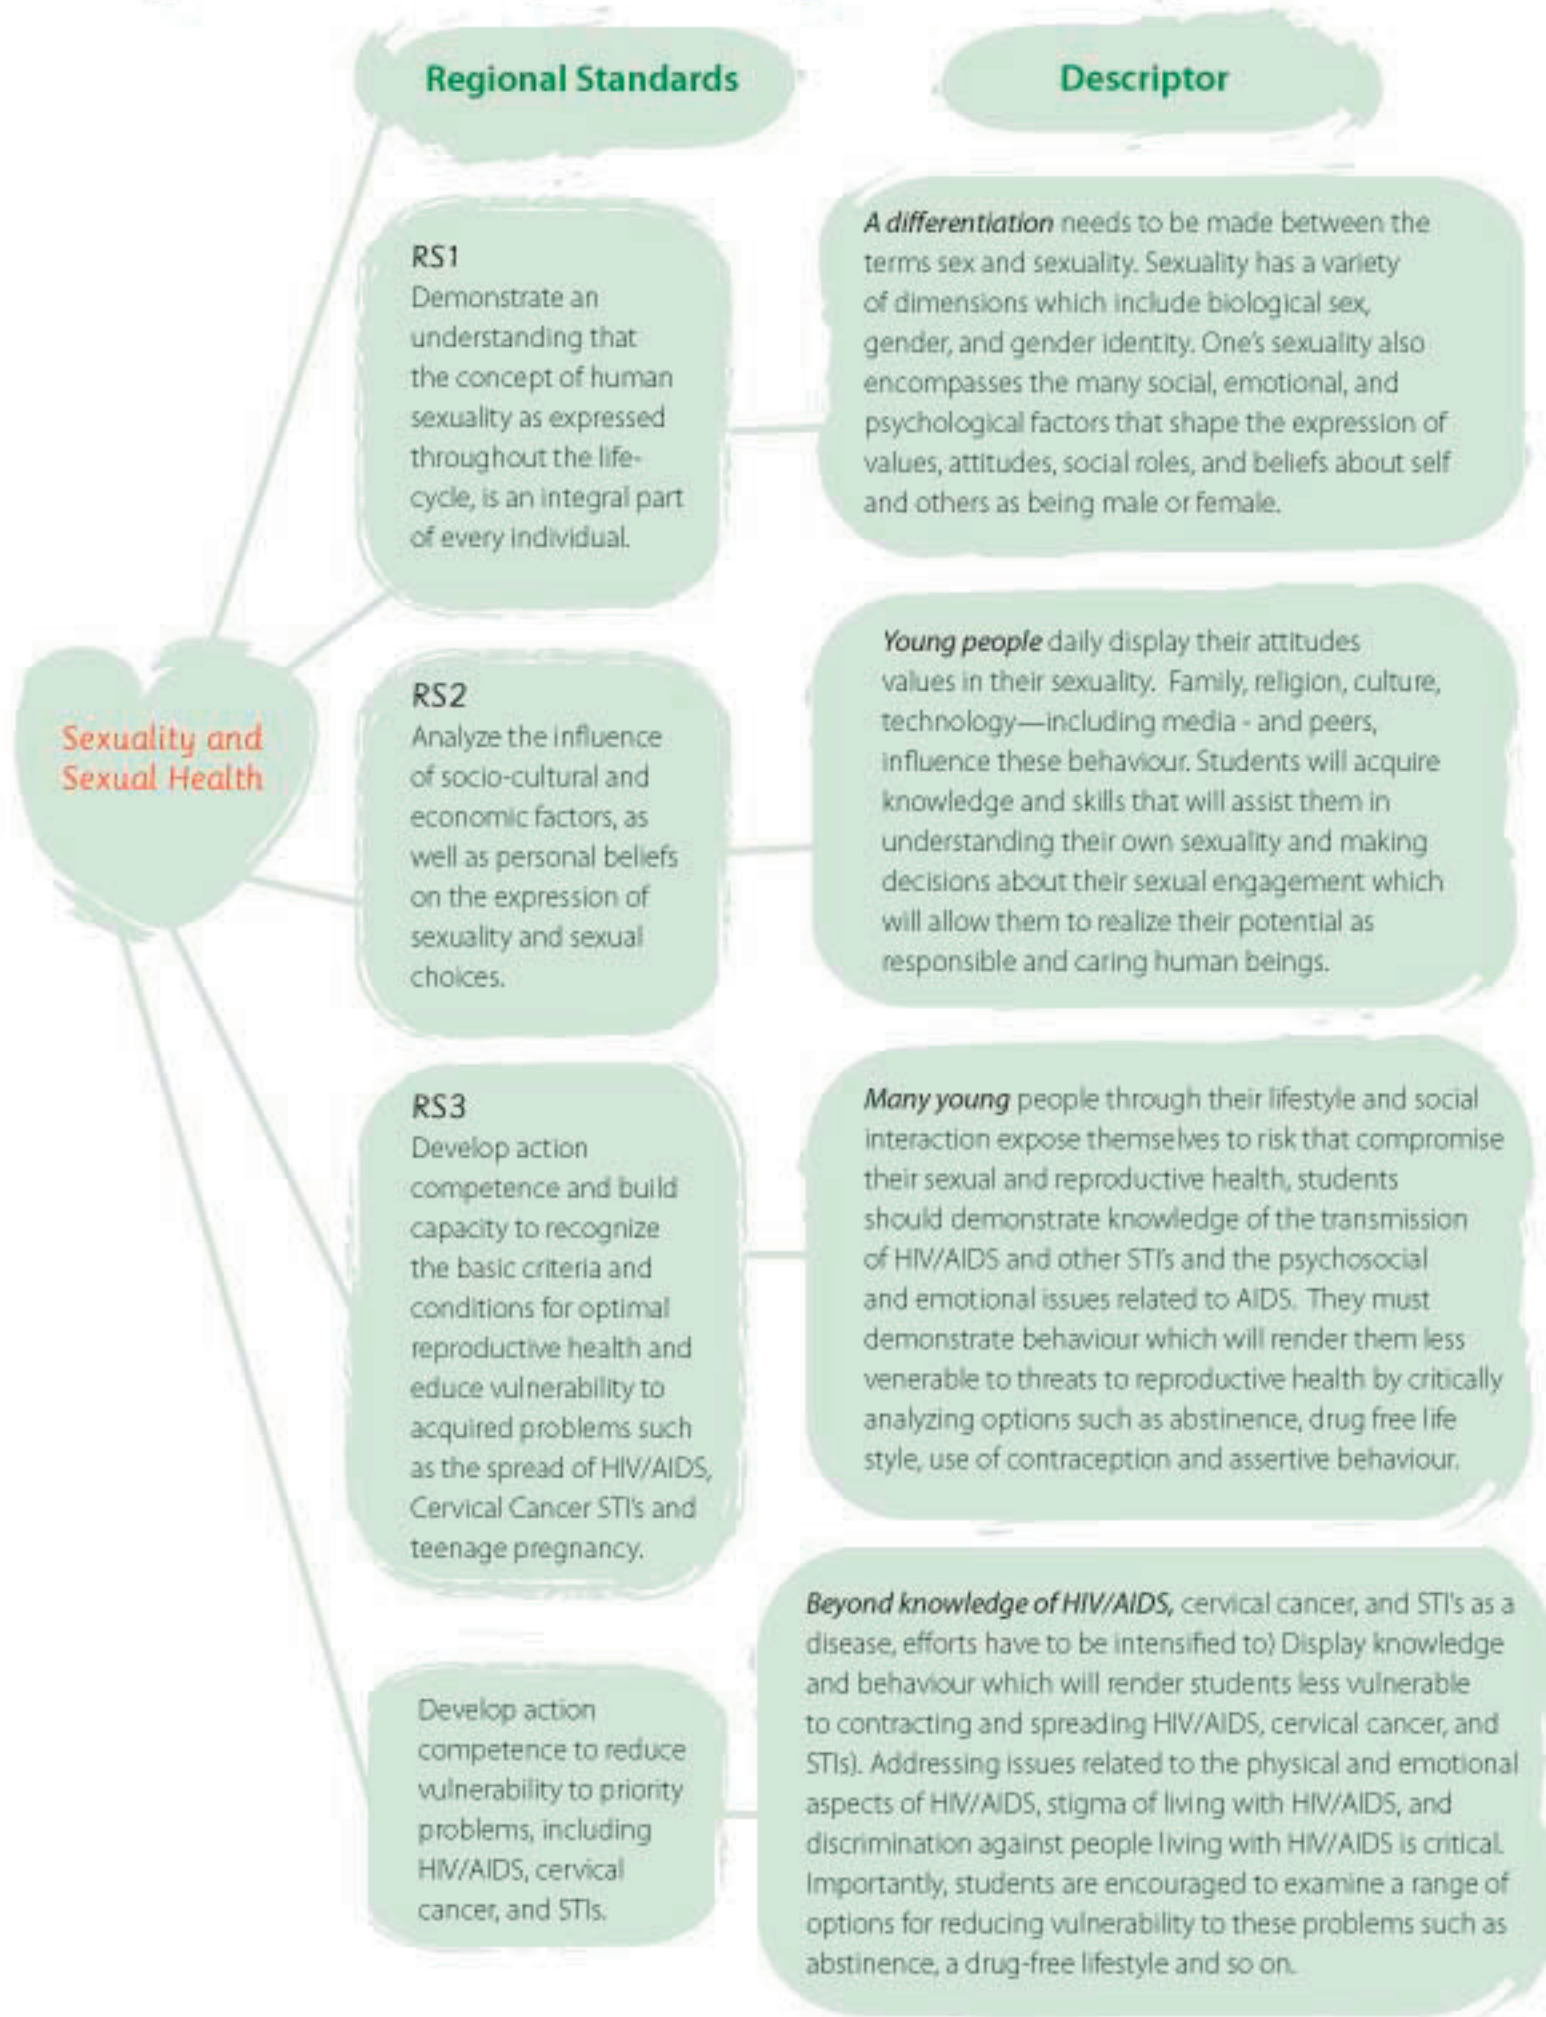 Regional Standards
Descriptor
RS1
Demonstrate an
understanding that
the concept of human
sexuality as expressed
throughout the life-
cycle, is an integral part
of every individual.
A differentiation needs to be made between the
terms sex and sexuality. Sexuality has a variety
of dimensions which include biological sex,
gender, and gender identity. One's sexuality also
encompasses the many social, emotional, and
psychological factors that shape the expression of
values, attitudes, social roles, and beliefs about self
and others as being male or female.
Sexuality and
Sexual Health
RS2
Analyze the influence
of socio-cultural and
economic factors, as
well as personal beliefs
on the expression of
sexuality and sexual
choices.
Young people daily display their attitudes
values in their sexuality. Family, religion, culture,
technology—including media - and peers,
influence these behaviour. Students will acquire
knowledge and skills that will assist them in
understanding their own sexuality and making
decisions about their sexual engagement which
will allow them to realize their potential as
responsible and caring human beings.
RS3
Develop action
competence and build
capacity to recognize
the basic criteria and
conditions for optimal
reproductive health and
educe vulnerability to
acquired problems such
as the spread of HIV/AIDS,
Cervical Cancer STI's and
teenage pregnancy.
Many young people through their lifestyle and social
interaction expose themselves to risk that compromise
their sexual and reproductive health, students
should demonstrate knowledge of the transmission
of HIV/AIDS and other STI's and the psychosocial
and emotional issues related to AIDS. They must
demonstrate behaviour which will render them less
venerable to threats to reproductive health by critically
analyzing options such as abstinence, drug free life
style, use of contraception and assertive behaviour.
Develop action
competence to reduce
vulnerability to priority
problems, including
HIV/AIDS, cervical
cancer, and STIs.
Beyond knowledge of HIV/AIDS, cervical cancer, and STI's as a
disease, efforts have to be intensified to) Display knowledge
and behaviour which will render students less vulnerable
to contracting and spreading HIV/AIDS, cervical cancer, and
STIs). Addressing issues related to the physical and emotional
aspects of HIV/AIDS, stigma of living with HIV/AIDS, and
discrimination against people living with HIV/AIDS is critical.
Importantly, students are encouraged to examine a range of
options for reducing vulnerability to these problems such as
abstinence, a drug-free lifestyle and so on.